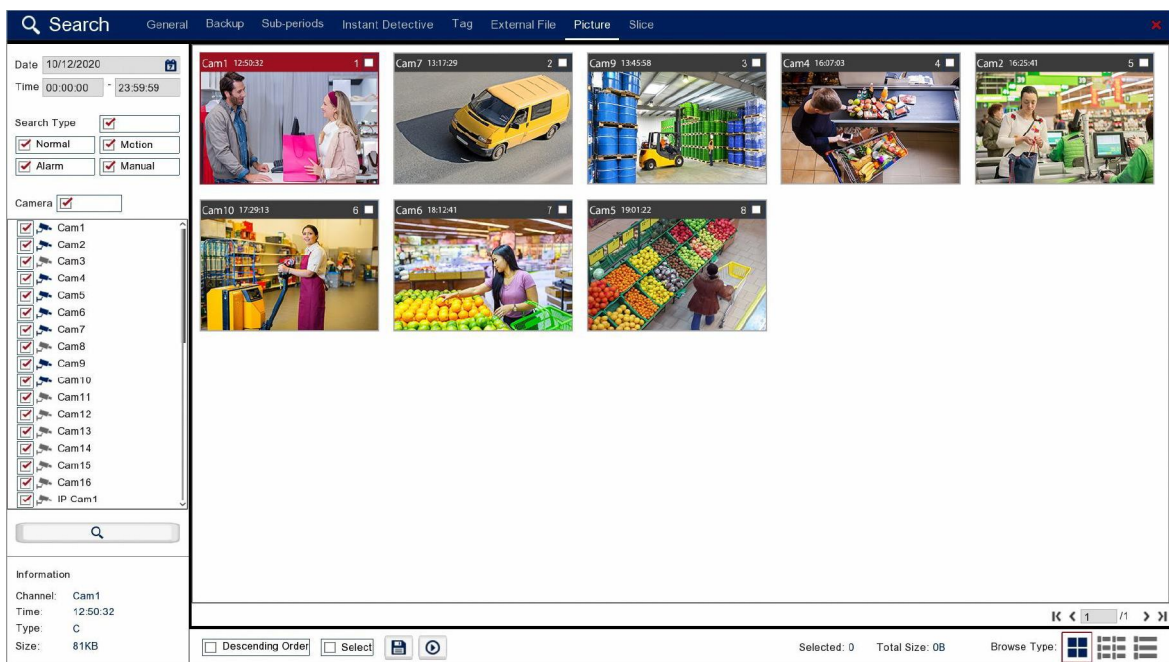 Search General Backup Sub-periods Instant Detective Tag External File Picture Slice
Date 10/12/2020
Time 00:00:00 - 23:59:59
Search Type
Normal Motion
Alarm Manual
Camera
Cam1
Cam2
Cam3
Cam4
Cam5
Cam6
Cam7
Cam8
Cam9
Cam10
Cam11
Cam12
Cam13
Cam14
Cam15
Cam16
IP Cam1
Information
Channel: Cam1
Time: 12:50:32
Type: C
Size: 81KB
Cam1 12:50:32 1
Cam7 13:17:29 2
Cam9 13:45:58 3
Cam4 16:07:03 4
Cam2 16:25:41 5
Cam10 17:29:13 6
Cam6 18:12:41 7
Cam5 19:01:22 8
1 /1
Descending Order Select Selected: 0 Total Size: 0B Browse Type: